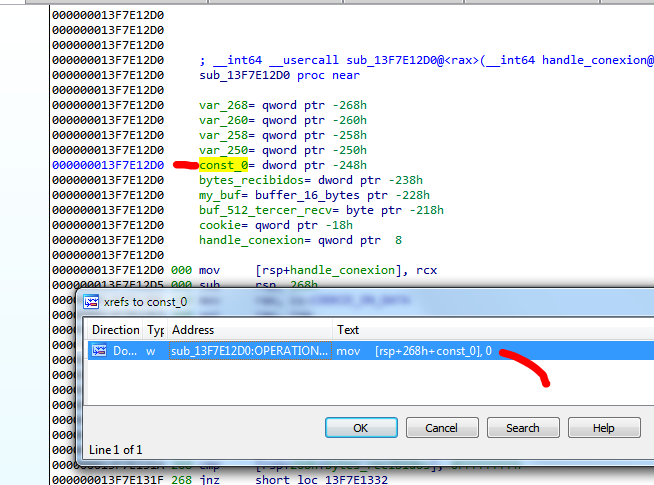 000000013F7E12D0
000000013F7E12D0
000000013F7E12D0
000000013F7E12D0 ; __int64 __usercall sub_13F7E12D0@<rax>(__int64 handle_conexion@
000000013F7E12D0 sub_13F7E12D0 proc near
000000013F7E12D0
000000013F7E12D0 var_268= qword ptr -268h
000000013F7E12D0 var_260= qword ptr -260h
000000013F7E12D0 var_258= qword ptr -258h
000000013F7E12D0 var_250= qword ptr -250h
000000013F7E12D0 const_0= dword ptr -248h
000000013F7E12D0 bytes_recibidos= dword ptr -238h
000000013F7E12D0 my_buf= buffer_16_bytes ptr -228h
000000013F7E12D0 buf_512_tercer_recv= byte ptr -218h
000000013F7E12D0 cookie= qword ptr -18h
000000013F7E12D0 handle_conexion= qword ptr 8
000000013F7E12D0
000000013F7E12D0 000 mov [rsp+handle_conexion], rcx
000000013F7E12D5 000 sub rsp, 268h
xrefs to const_0
Direction Typ Address Text
Do... w sub_13F7E12D0:OPERATION... mov [rsp+268h+const_0], 0
OK Cancel Search Help
Line 1 of 1
000000013F7E131F 268 jnz short loc_13F7E1332